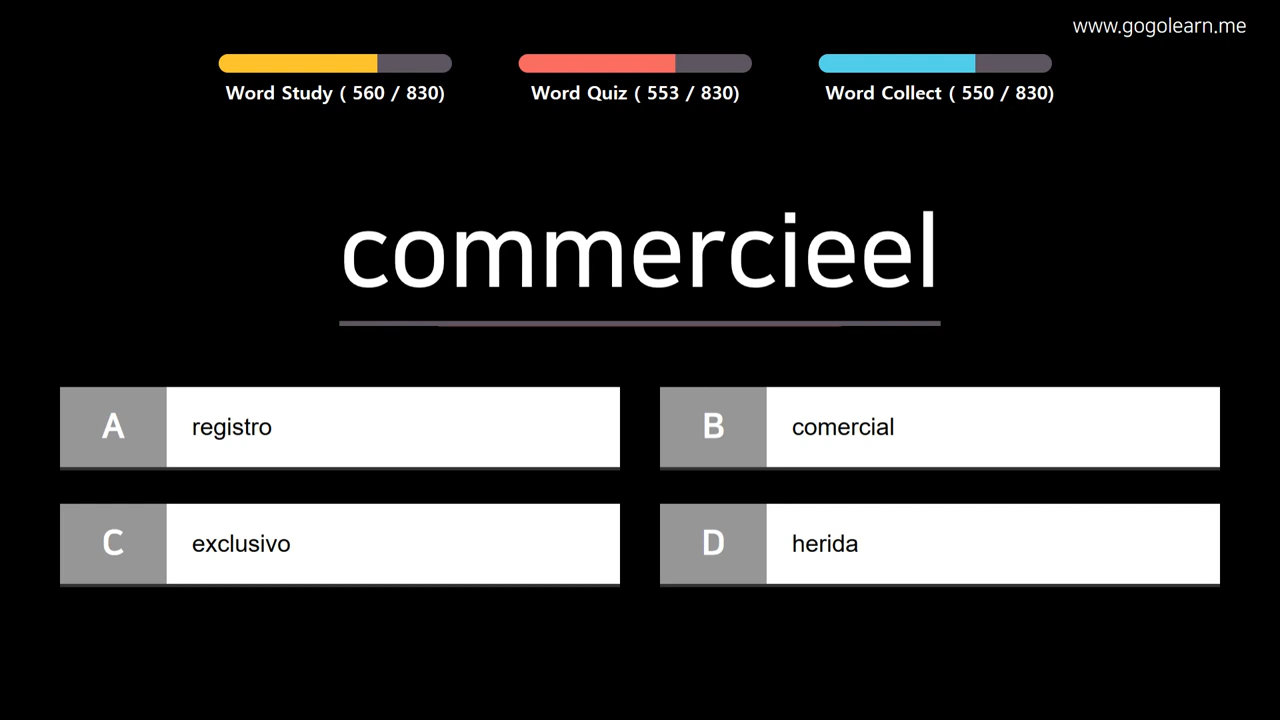 www.gogolearn.me
Word Study ( 560 / 830)
Word Quiz ( 553 / 830)
Word Collect ( 550 / 830)
commercieel
A registro
B comercial
C exclusivo
D herida